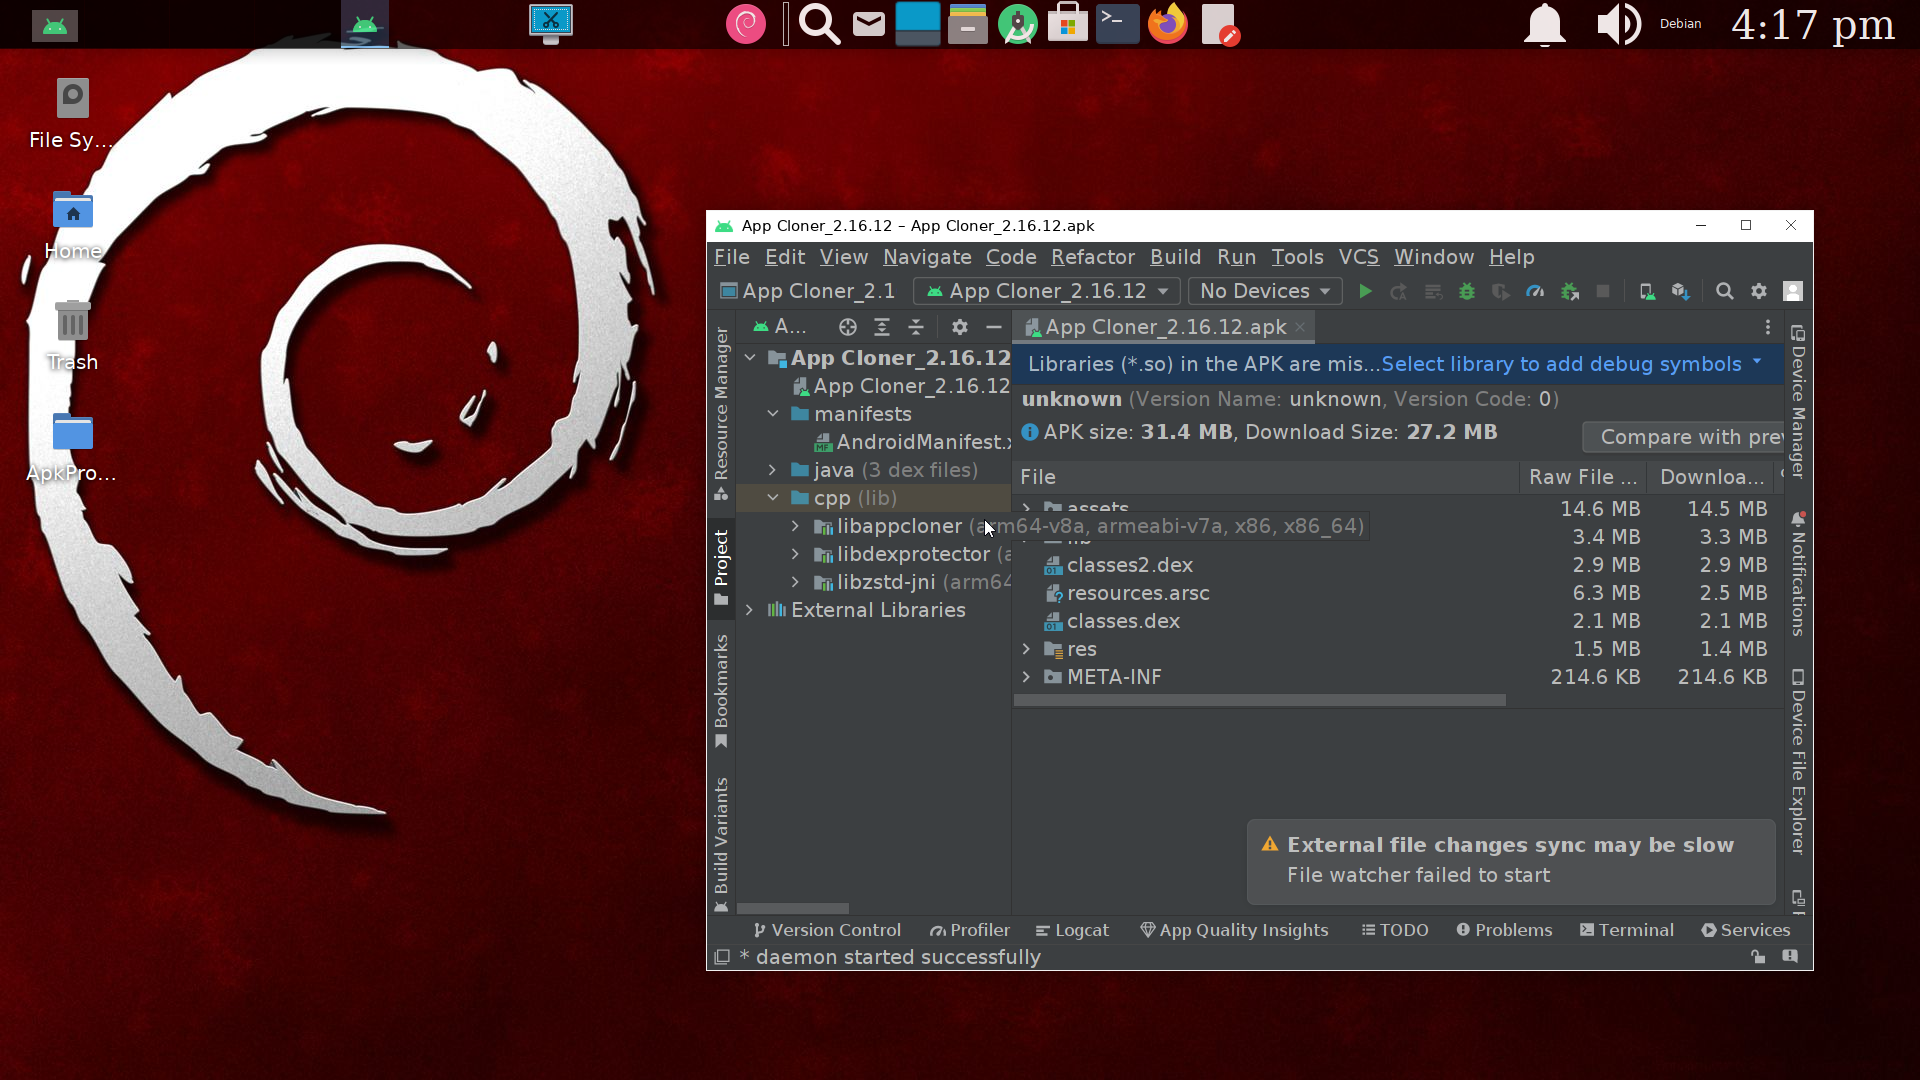 Debian
4:17 pm
File Sy...
Home
Trash
ApkPro...
App Cloner_2.16.12 – App Cloner_2.16.12.apk
File Edit View Navigate Code Refactor Build Run Tools VCS Window Help
App Cloner_2.1
App Cloner_2.16.12
No Devices
A...
App Cloner_2.16.12.apk
Resource Manager
Project
Bookmarks
Build Variants
App Cloner_2.16.12
App Cloner_2.16.12
manifests
AndroidManifest.x
java (3 dex files)
cpp (lib)
libappcloner (arm64-v8a, armeabi-v7a, x86, x86_64)
libdexprotector (a
libzstd-jni (arm64
External Libraries
Libraries (*.so) in the APK are mis... Select library to add debug symbols
unknown (Version Name: unknown, Version Code: 0)
APK size: 31.4 MB, Download Size: 27.2 MB
Compare with prev
File Raw File ... Downloa...
assets 14.6 MB 14.5 MB
lib 3.4 MB 3.3 MB
classes2.dex 2.9 MB 2.9 MB
resources.arsc 6.3 MB 2.5 MB
classes.dex 2.1 MB 2.1 MB
res 1.5 MB 1.4 MB
META-INF 214.6 KB 214.6 KB
Device Manager
Notifications
Device File Explorer
External file changes sync may be slow
File watcher failed to start
Version Control Profiler Logcat App Quality Insights TODO Problems Terminal Services
* daemon started successfully